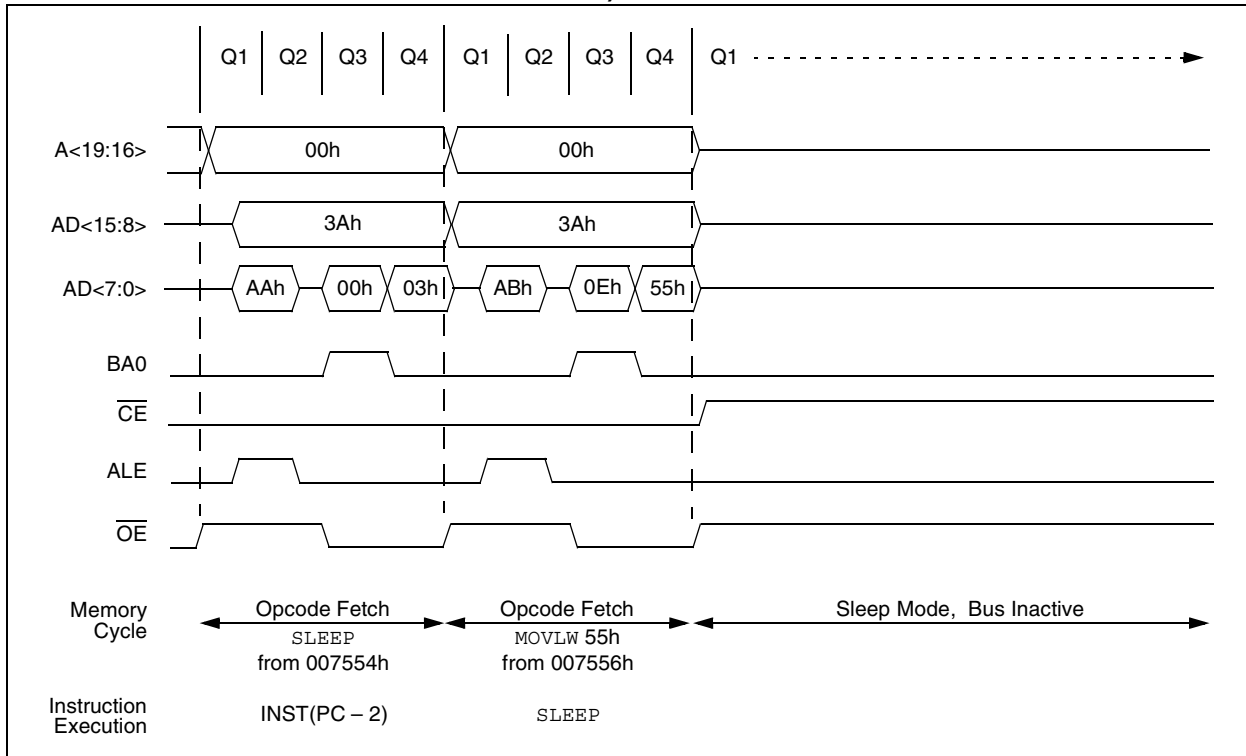 Q1 Q2 Q3 Q4 Q1 Q2 Q3 Q4 Q1
A<19:16> 00h 00h
AD<15:8> 3Ah 3Ah
AD<7:0> AAh 00h 03h ABh 0Eh 55h
BA0
CE
ALE
OE
Memory
Cycle
Opcode Fetch
SLEEP
from 007554h
Opcode Fetch
MOVLW 55h
from 007556h
Sleep Mode, Bus Inactive
Instruction
Execution
INST(PC – 2)
SLEEP